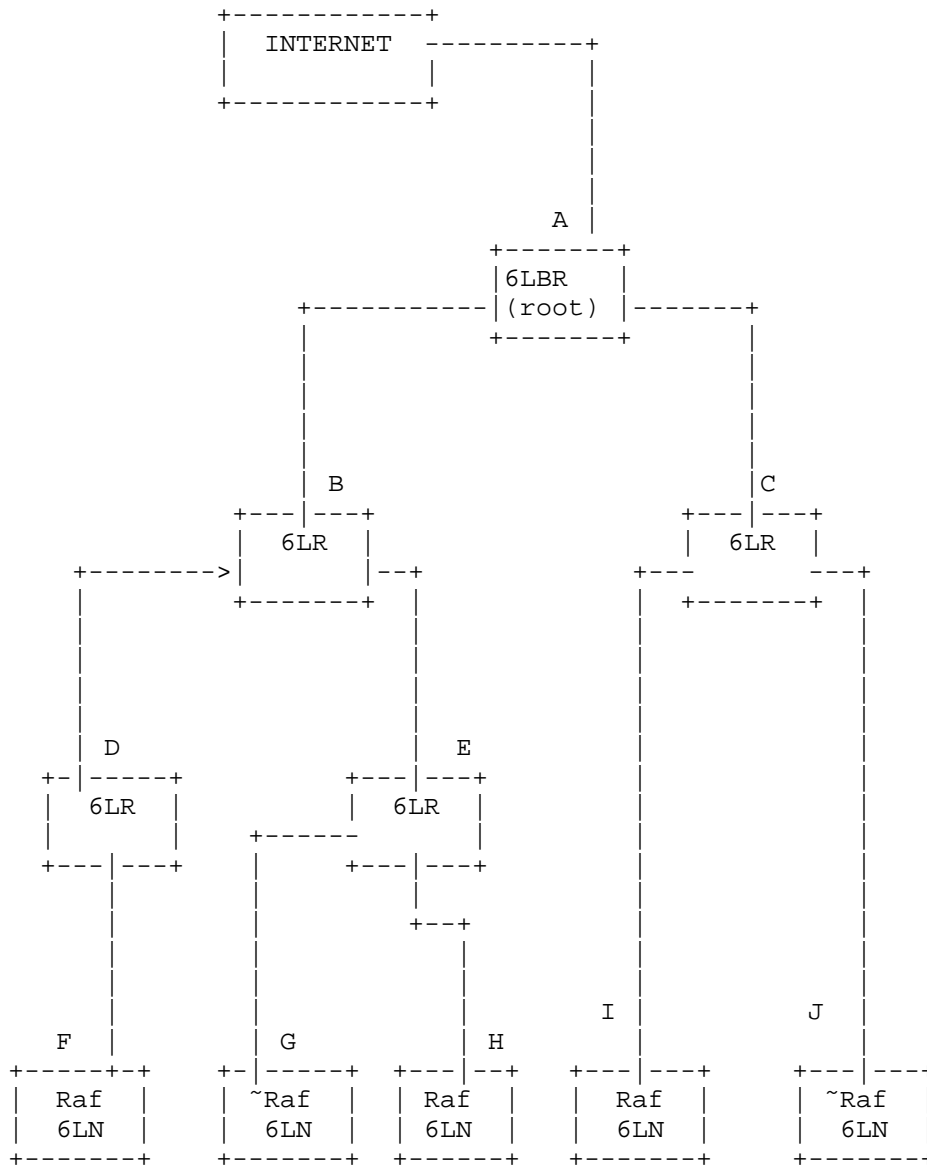 INTERNET
A
6LBR
(root)
B
C
6LR
6LR
D
E
6LR
6LR
I
J
F
G
H
Raf
~Raf
Raf
Raf
~Raf
6LN
6LN
6LN
6LN
6LN